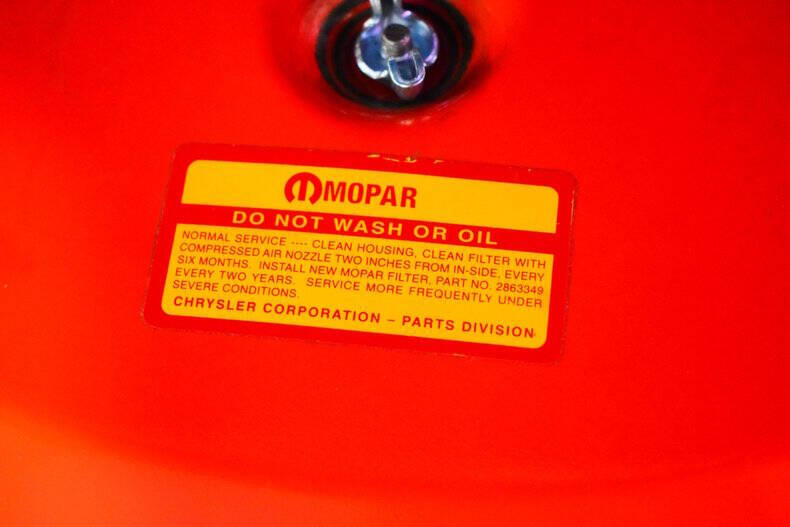 MOPAR
DO NOT WASH OR OIL
NORMAL SERVICE ---- CLEAN HOUSING, CLEAN FILTER WITH
COMPRESSED AIR NOZZLE TWO INCHES FROM IN-SIDE, EVERY
SIX MONTHS. INSTALL NEW MOPAR FILTER, PART NO. 2863349
EVERY TWO YEARS. SERVICE MORE FREQUENTLY UNDER
SEVERE CONDITIONS.
CHRYSLER CORPORATION – PARTS DIVISION